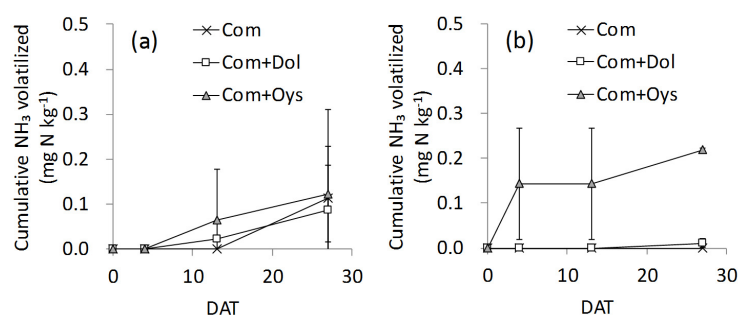 (a)
Com
Com+Dol
Com+Oys
Cumulative NH₃ volatilized
(mg N kg⁻¹)
0.5
0.4
0.3
0.2
0.1
0.0
0 10 20 30
DAT
(b)
Com
Com+Dol
Com+Oys
Cumulative NH₃ volatilized
(mg N kg⁻¹)
0.5
0.4
0.3
0.2
0.1
0.0
0 10 20 30
DAT